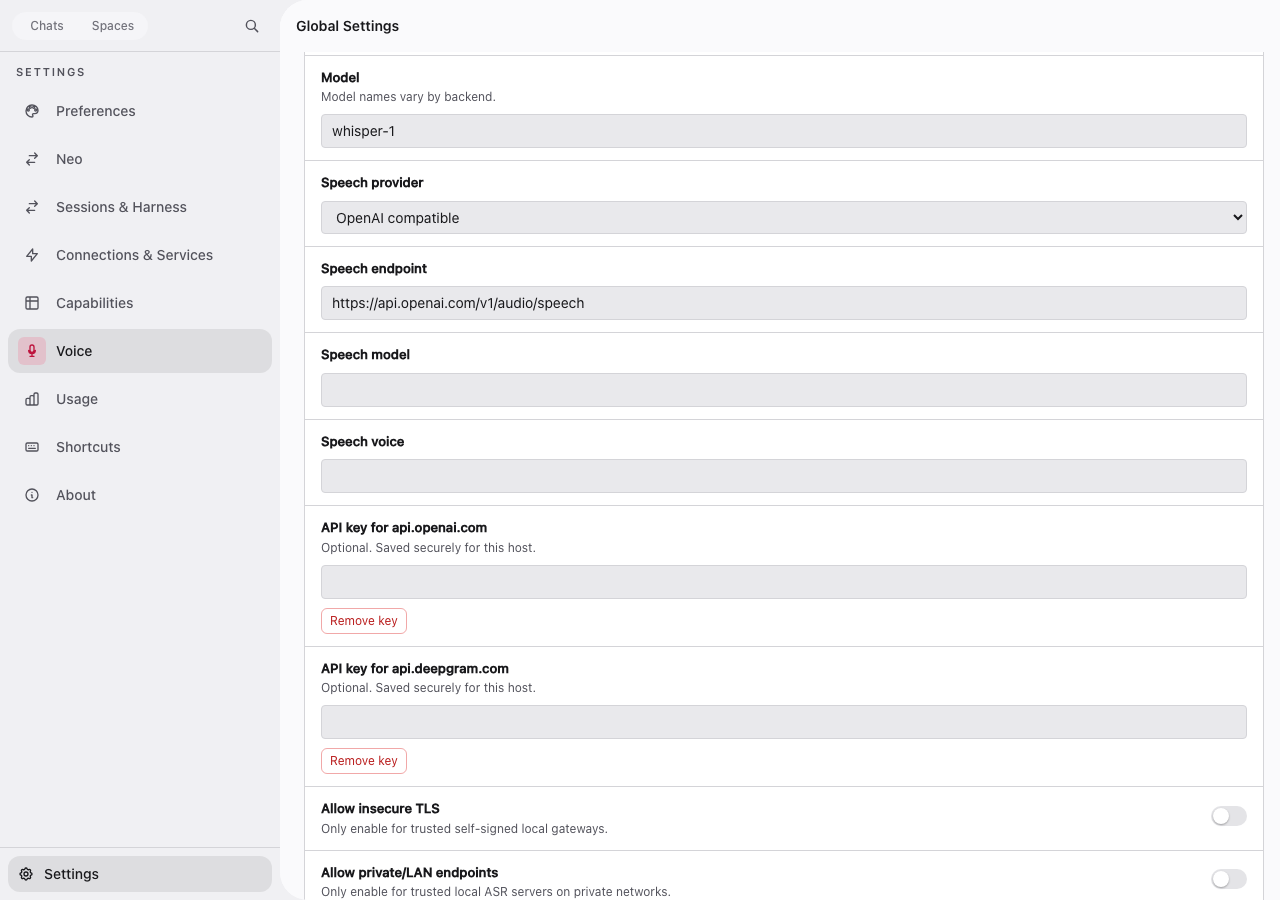 Chats
Spaces
SETTINGS
Preferences
Neo
Sessions & Harness
Connections & Services
Capabilities
Voice
Usage
Shortcuts
About
Settings
Global Settings
Model
Model names vary by backend.
whisper-1
Speech provider
OpenAI compatible
Speech endpoint
https://api.openai.com/v1/audio/speech
Speech model
Speech voice
API key for api.openai.com
Optional. Saved securely for this host.
Remove key
API key for api.deepgram.com
Optional. Saved securely for this host.
Remove key
Allow insecure TLS
Only enable for trusted self-signed local gateways.
Allow private/LAN endpoints
Only enable for trusted local ASR servers on private networks.